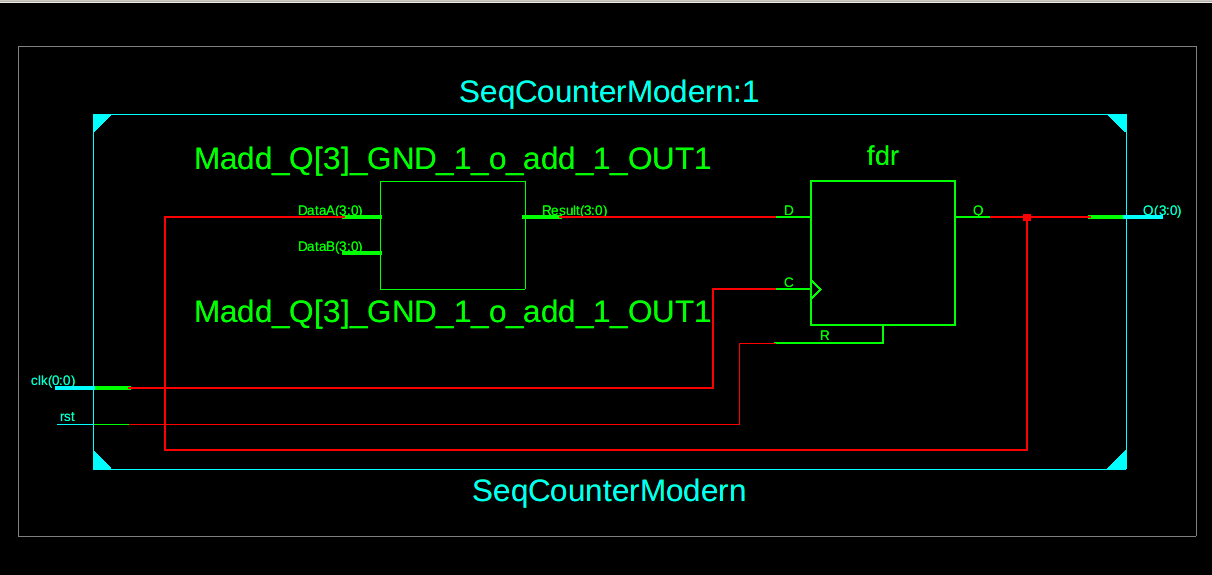 SeqCounterModern:1
Madd_Q[3]_GND_1_o_add_1_OUT1
fdr
DataA(3:0)
Result(3:0)
D
Q
Q(3:0)
DataB(3:0)
C
Madd_Q[3]_GND_1_o_add_1_OUT1
R
clk(0:0)
rst
SeqCounterModern